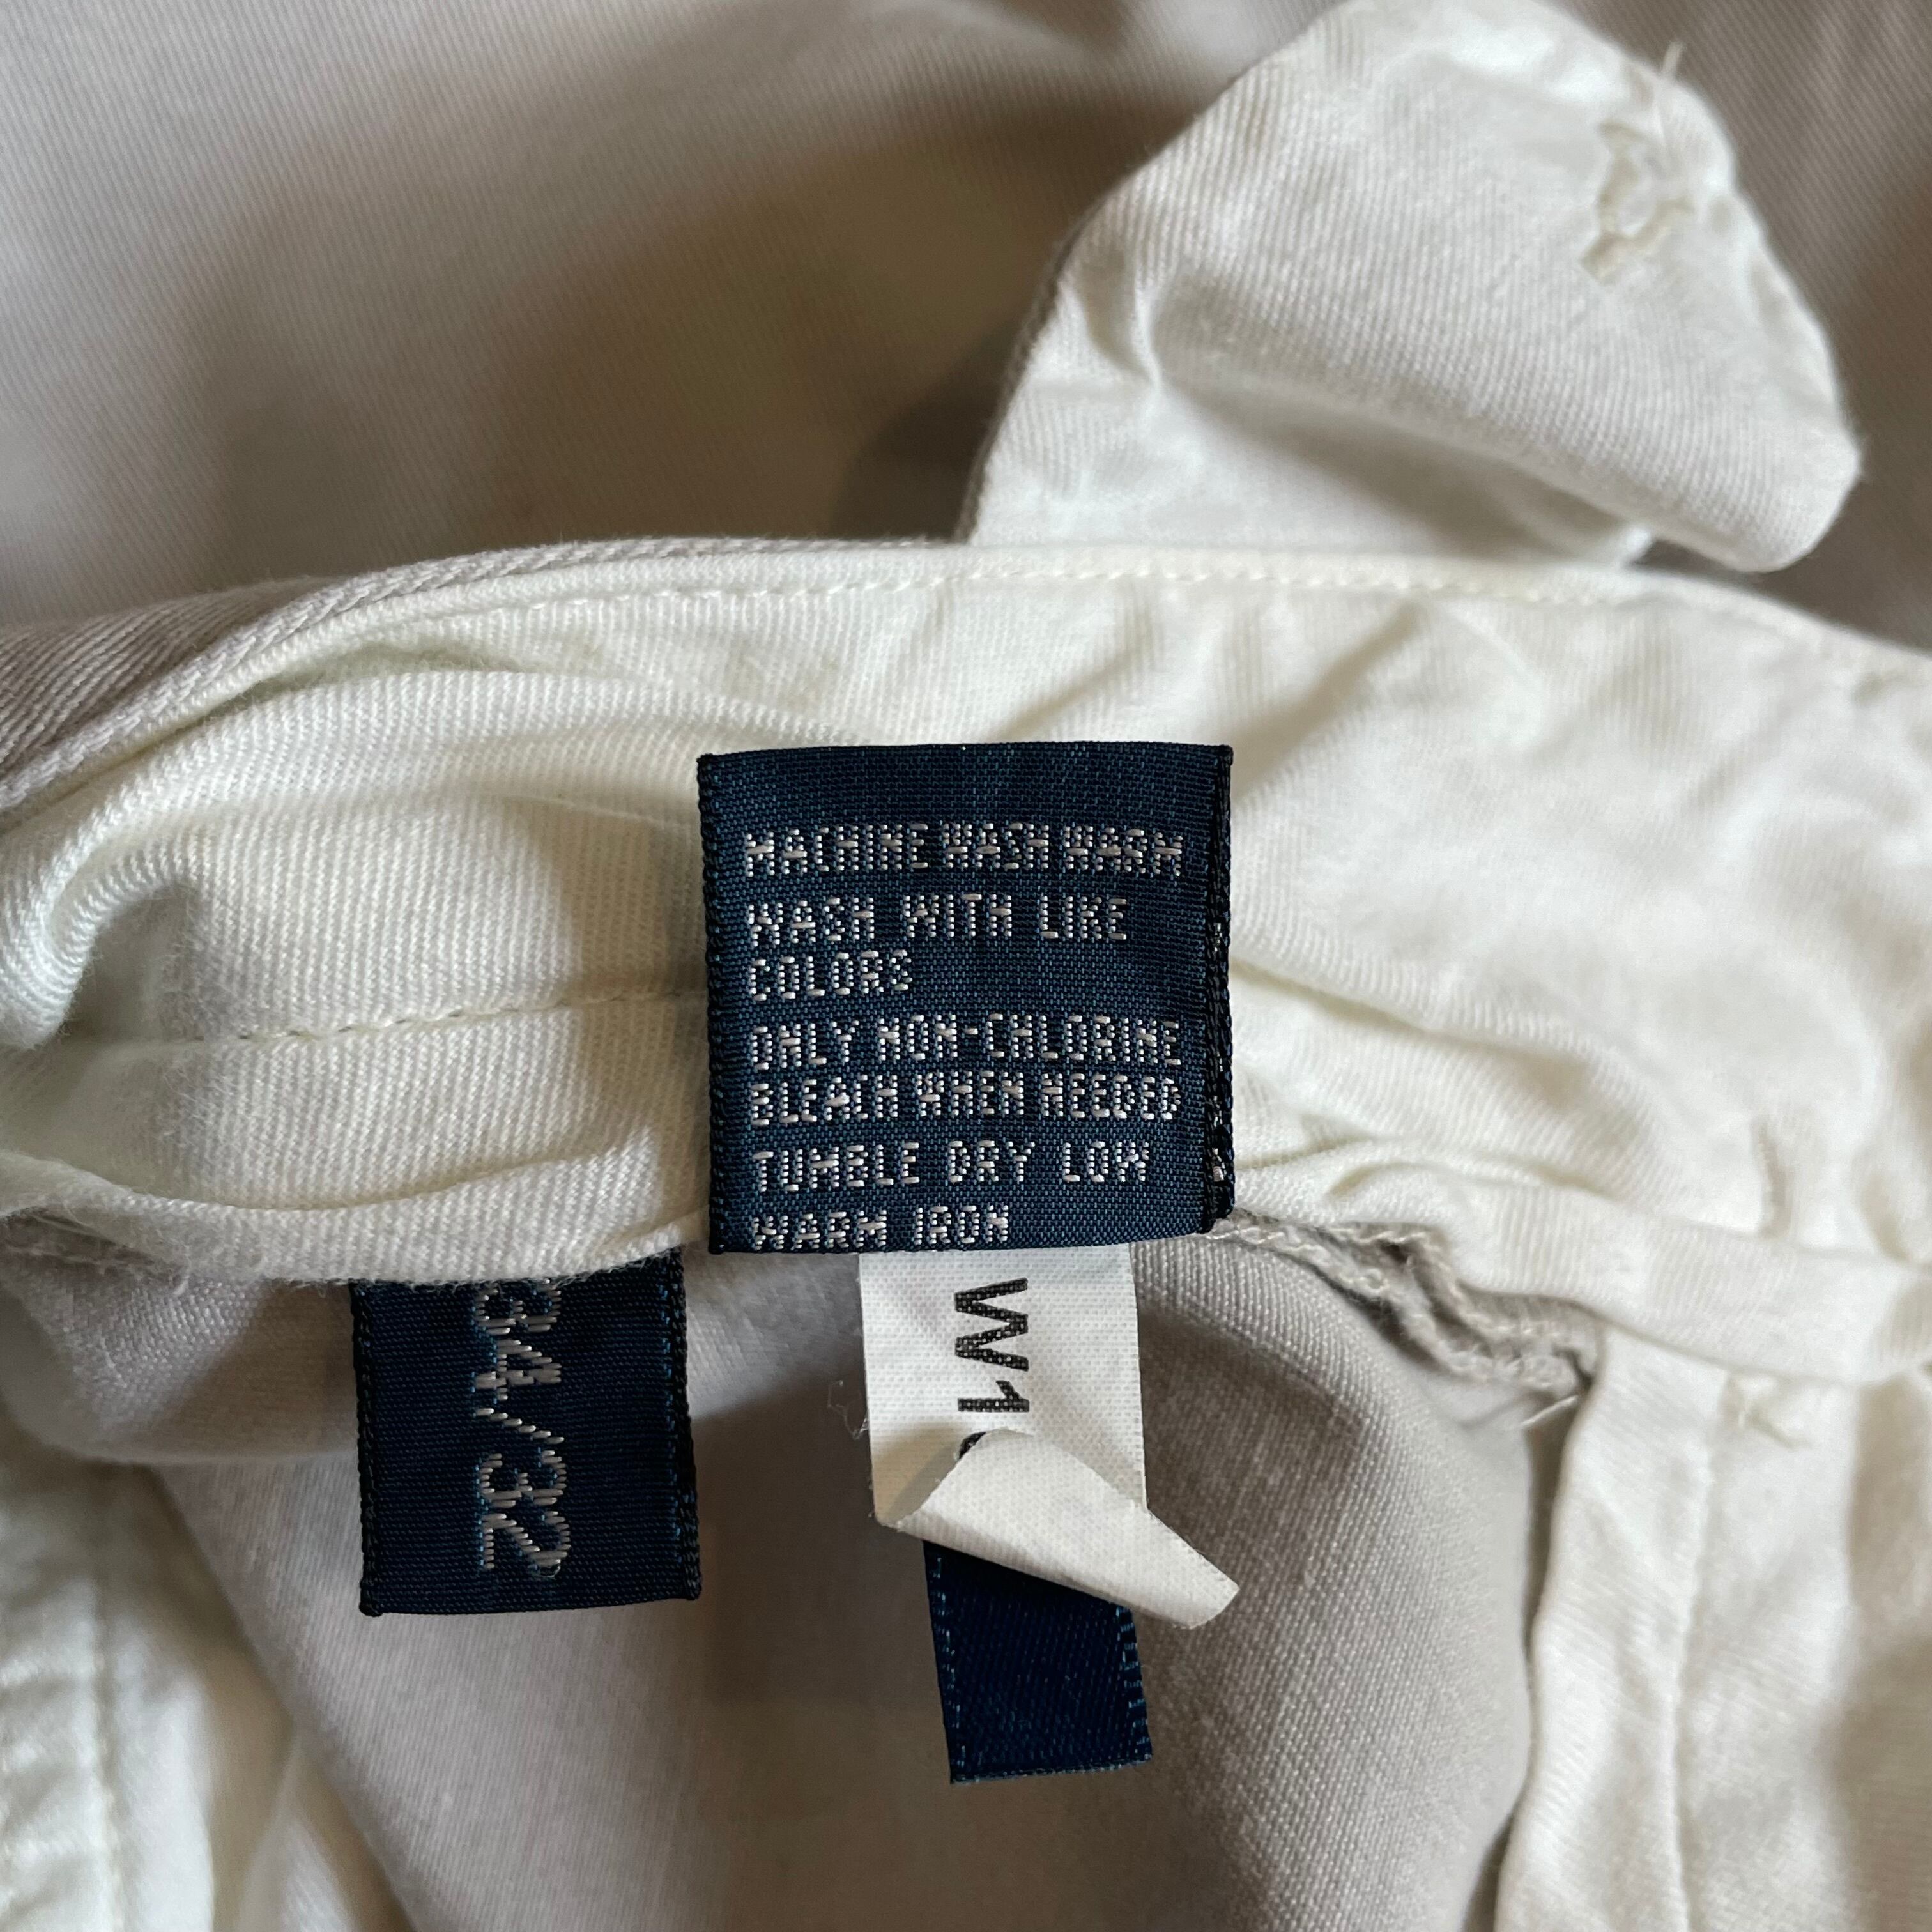 MACHINE WASH WARM
WASH WITH LIKE
COLORS
ONLY NON-CHLORINE
BLEACH WHEN NEEDED
TUMBLE DRY LOW
WARM IRON
34/32
W1